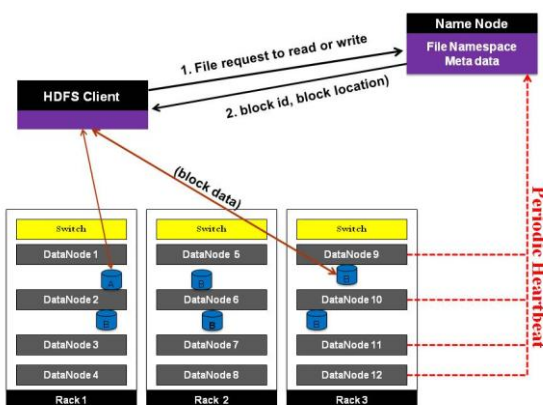 Name Node
File Namespace
Meta data
1. File request to read or write
HDFS Client
2. block id, block location)
(block data)
Periodic Heartbeat
Switch
DataNode 1
A
DataNode 2
B
DataNode 3
DataNode 4
Rack 1
Switch
DataNode 5
B
DataNode 6
B
DataNode 7
DataNode 8
Rack 2
Switch
DataNode 9
B
DataNode 10
B
DataNode 11
DataNode 12
Rack 3